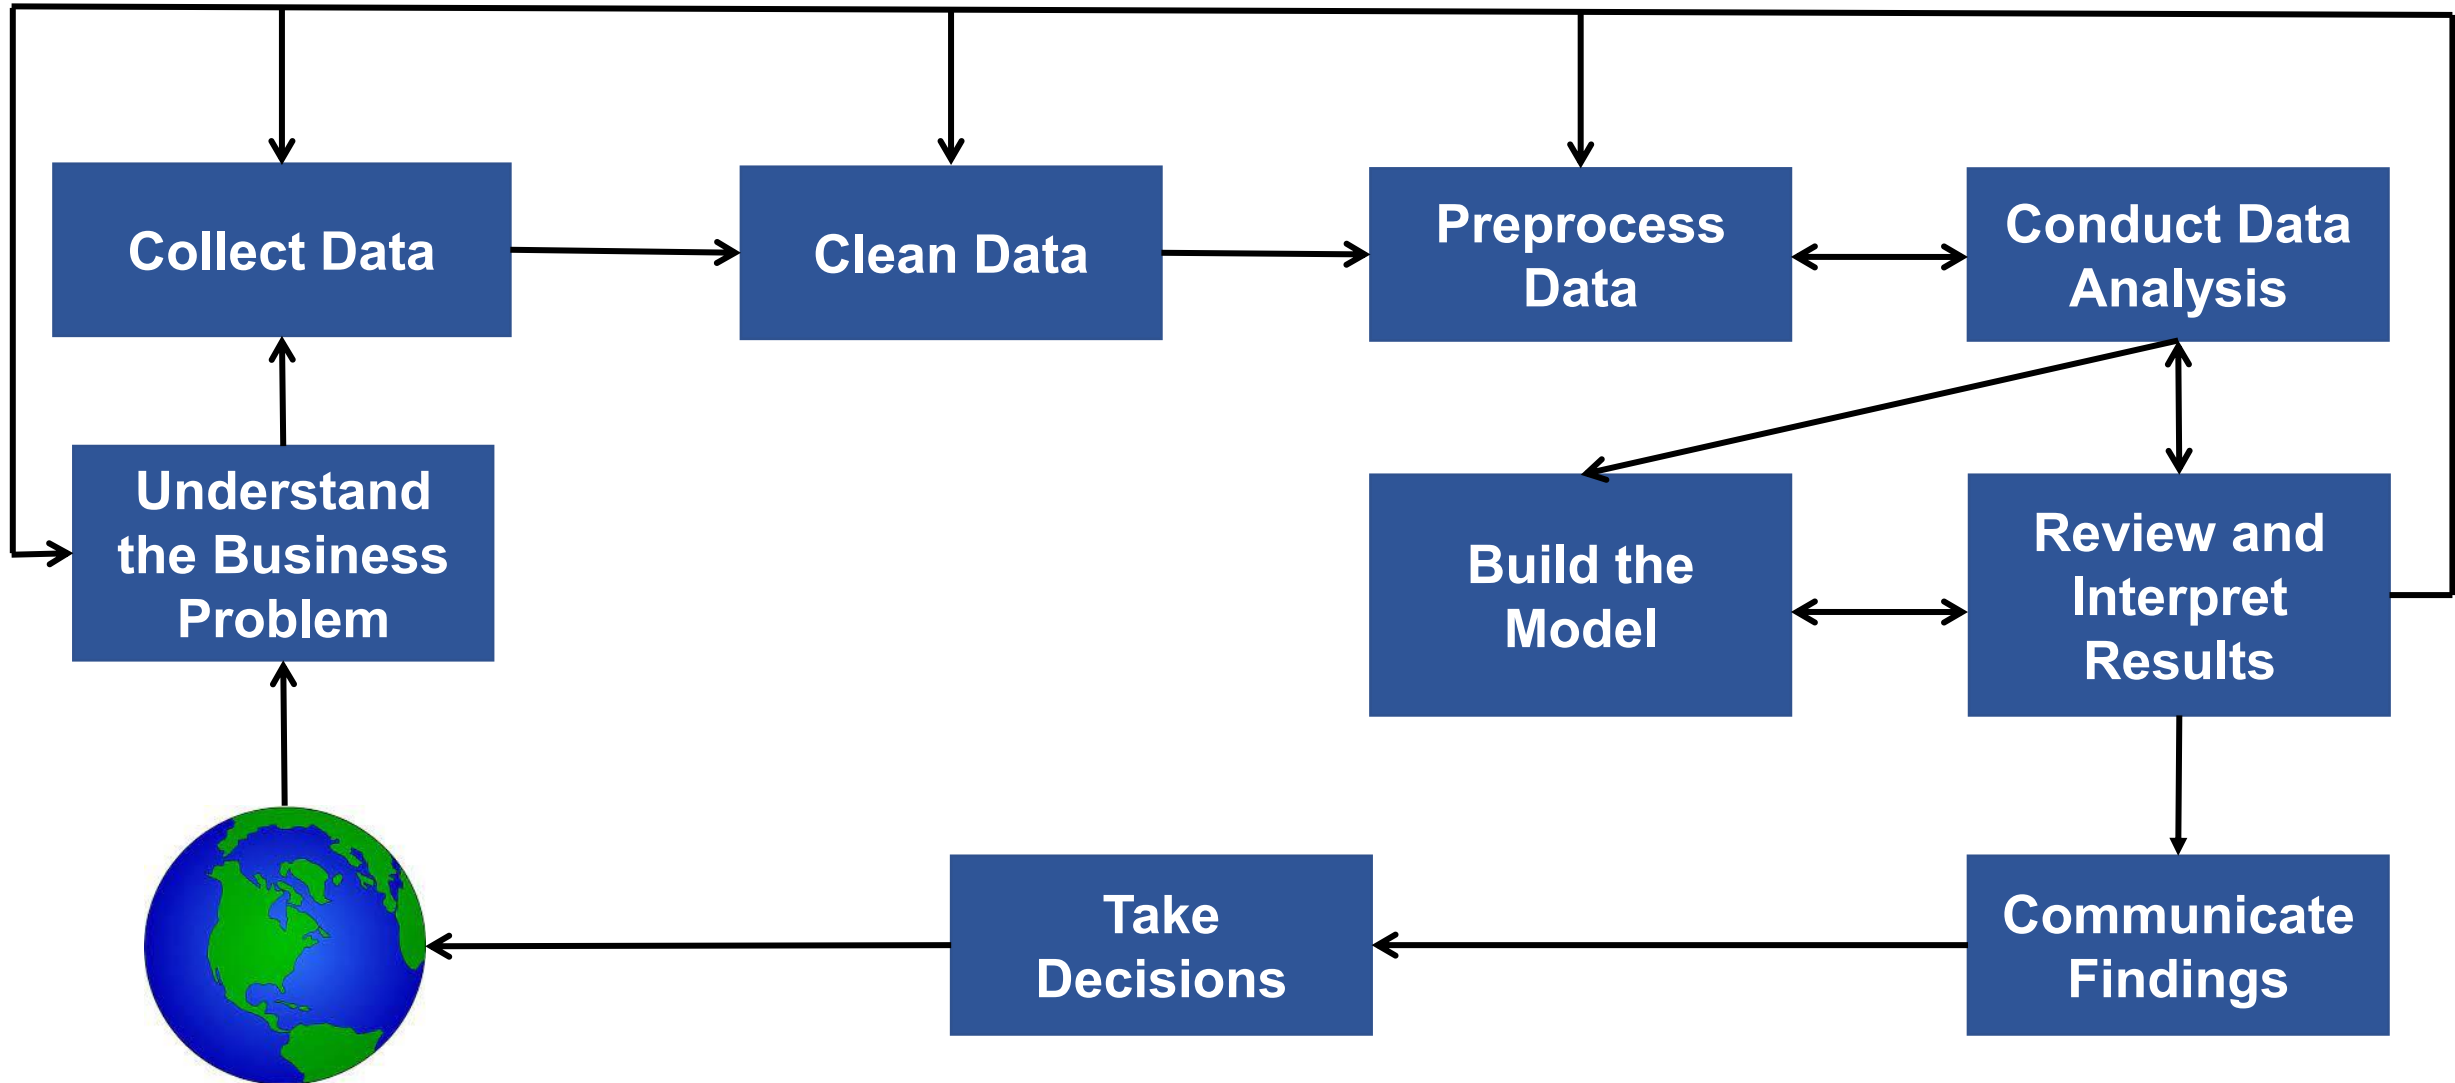 Collect Data
Clean Data
Preprocess
Data
Conduct Data
Analysis
Understand
the Business
Problem
Build the
Model
Review and
Interpret
Results
Take
Decisions
Communicate
Findings